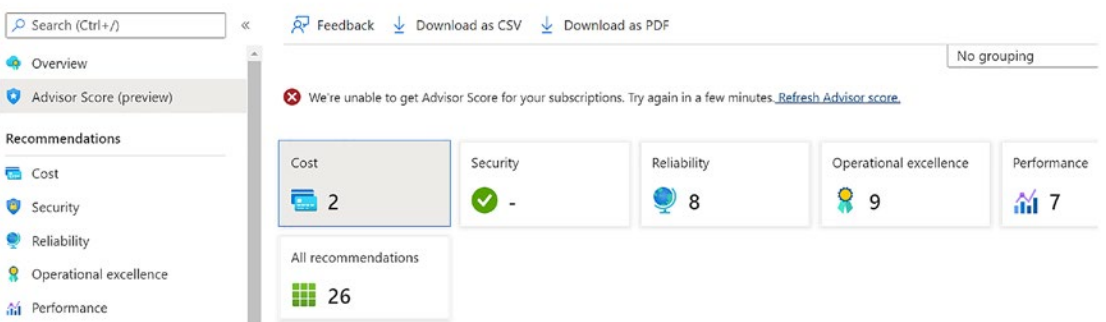 Search (Ctrl+/)
«
Feedback
Download as CSV
Download as PDF
Overview
No grouping
Advisor Score (preview)
We're unable to get Advisor Score for your subscriptions. Try again in a few minutes. Refresh Advisor score.
Recommendations
Cost
Security
Reliability
Operational excellence
Performance
Cost
2
Security
-
Reliability
8
Operational excellence
9
Performance
7
All recommendations
26